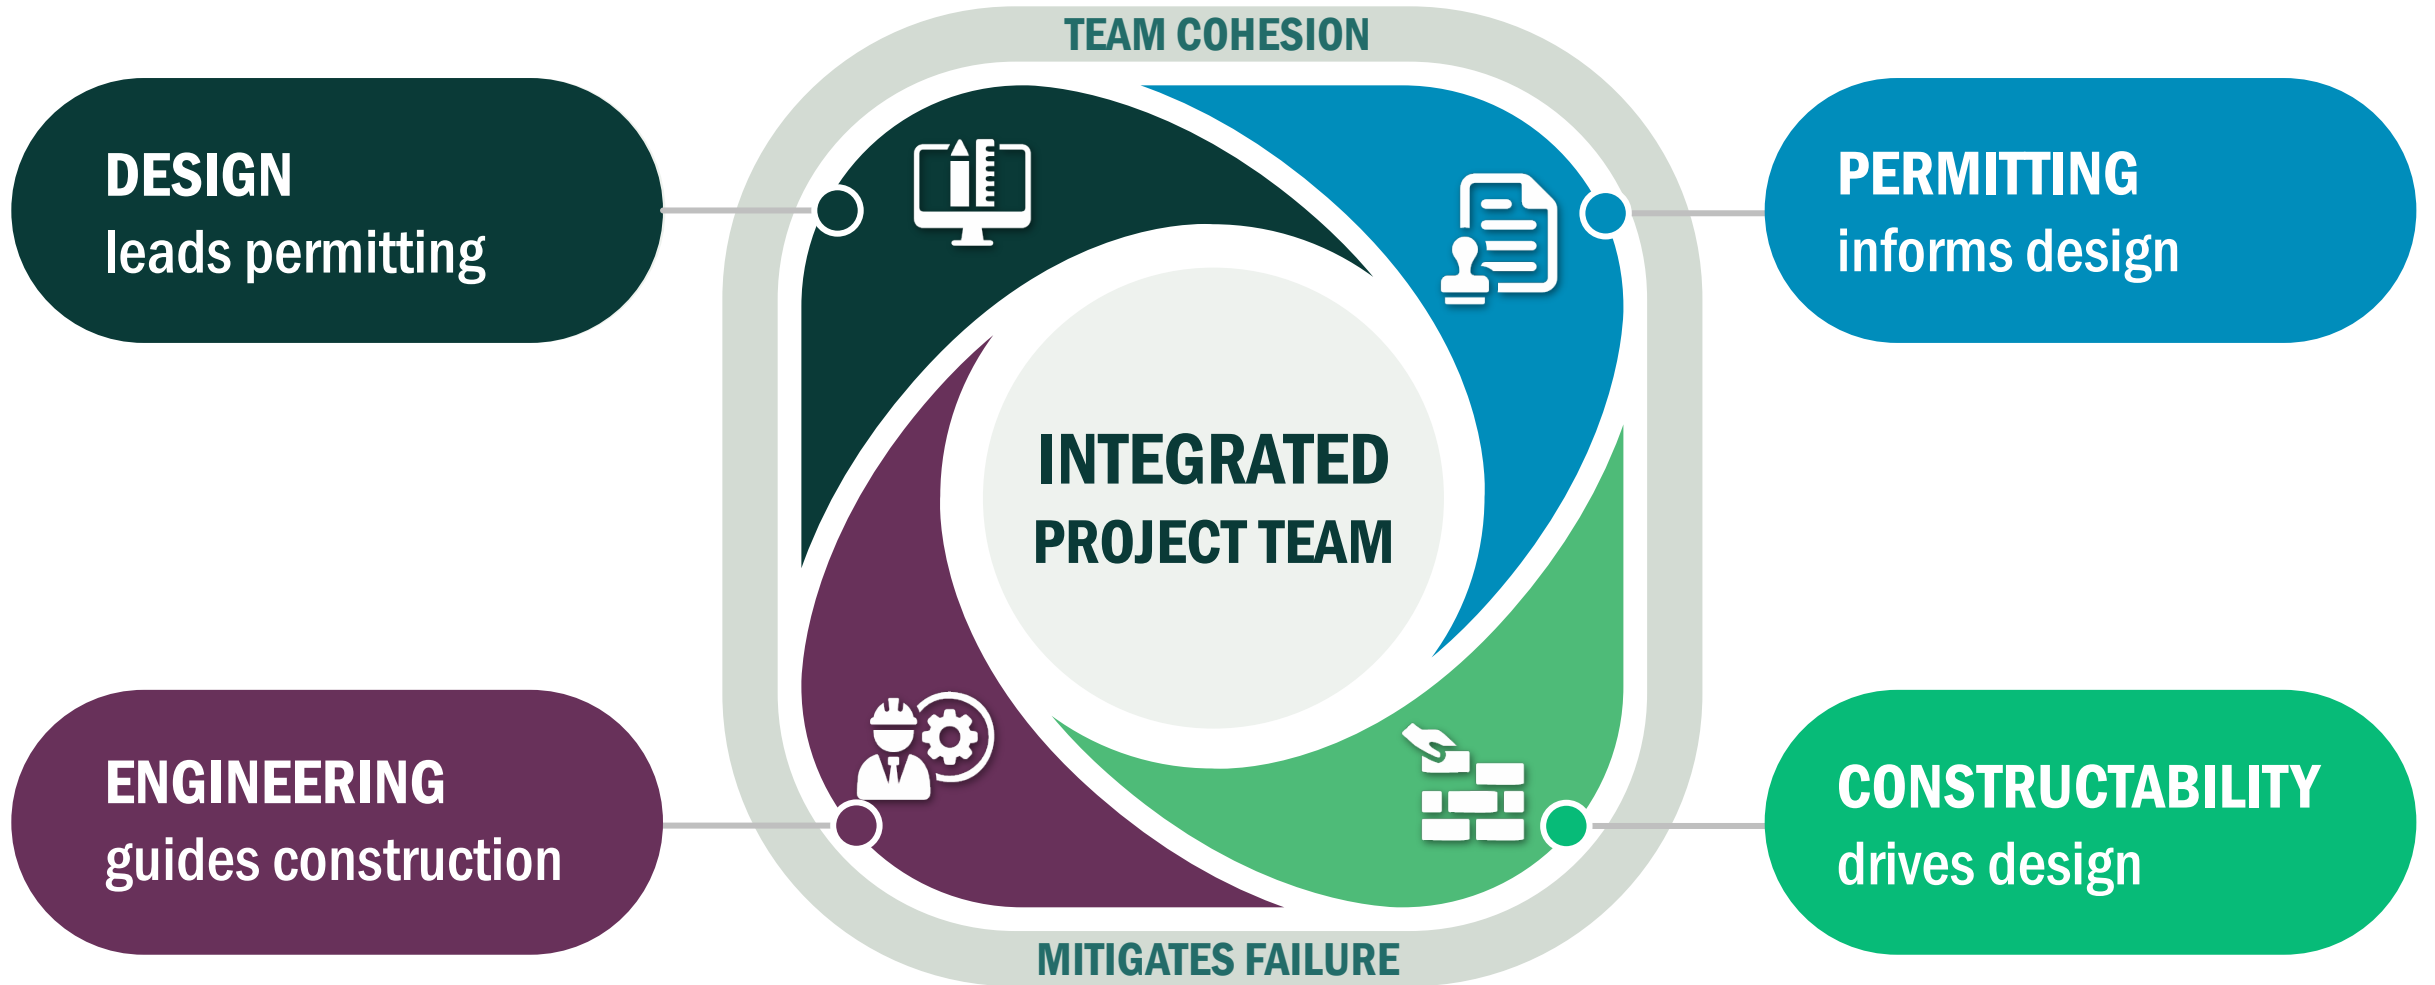 TEAM COHESION
DESIGN
leads permitting
PERMITTING
informs design
INTEGRATED
PROJECT TEAM
ENGINEERING
guides construction
CONSTRUCTABILITY
drives design
MITIGATES FAILURE